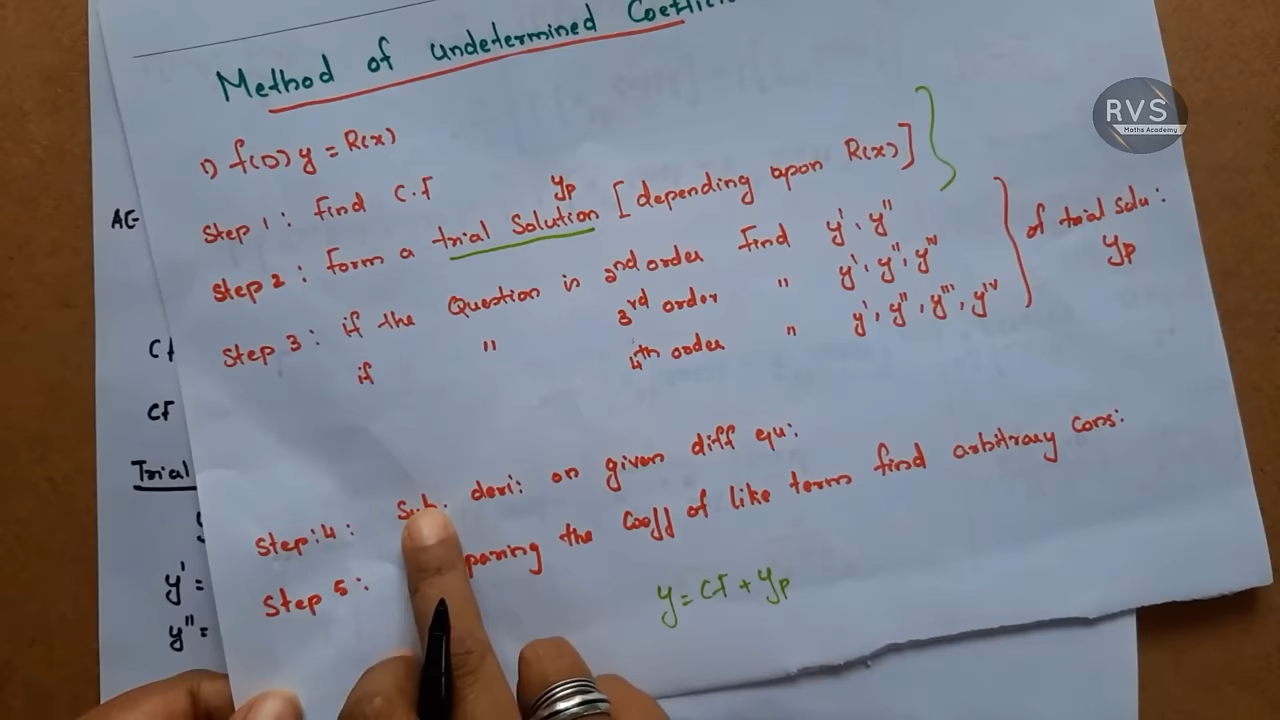 Method of undetermined
1) f(D) y = R(x)
Step 1: Find C.F
Step 2: Form a trial Solution yp [depending upon R(x)]
Step 3: if the Question is 2nd order Find y', y''
" 3rd order " y', y'', y'''
if 4th order " y', y'', y''', y'v
of trial solu: yp
Step:4: Sub. deri: on given diff equ:
Step 5: paring the Coeff of like term find arbitrary Cons:
y = CF + yp
AE
CF
CF
Trial
y' =
y'' =
RVS
Maths Academy